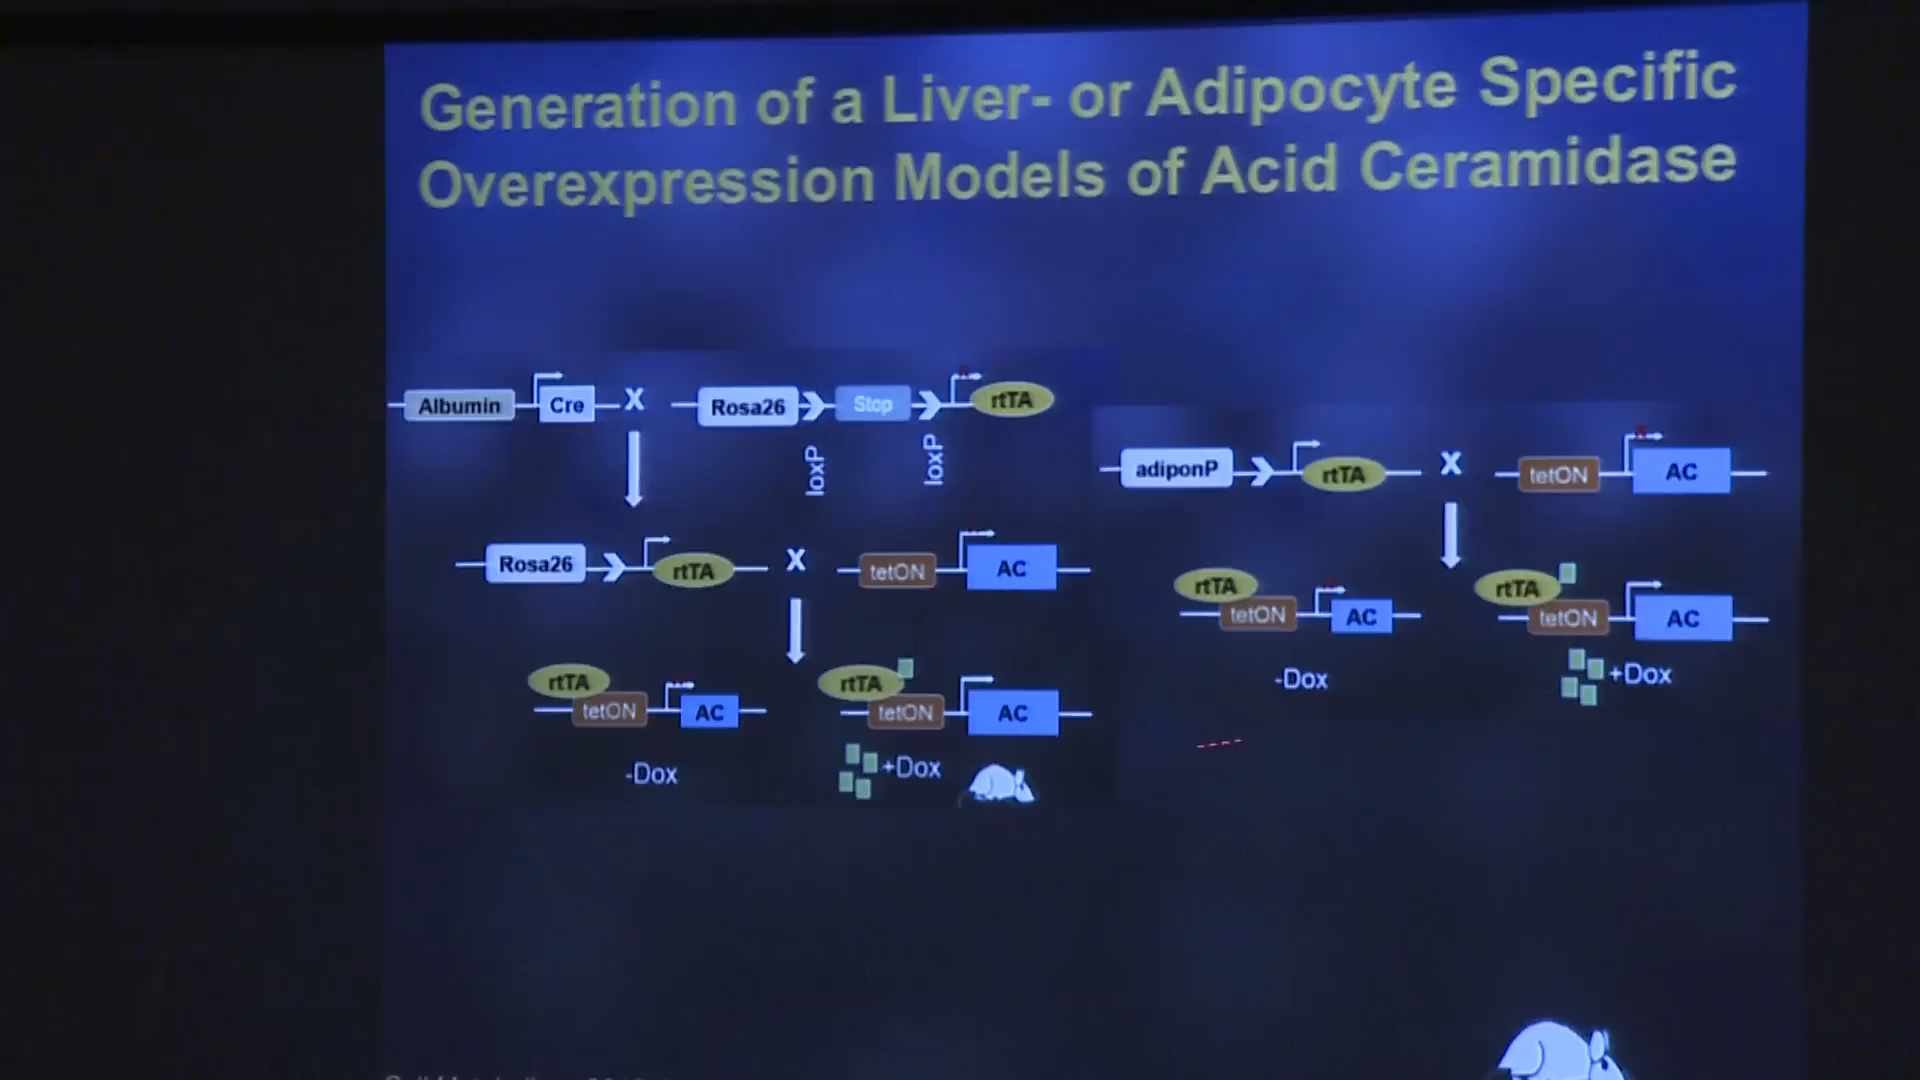 Generation of a Liver- or Adipocyte Specific
Overexpression Models of Acid Ceramidase
Albumin Cre X Rosa26 Stop rtTA
loxP loxP
Rosa26 rtTA X tetON AC
rtTA tetON AC
-Dox
rtTA tetON AC
+Dox
adiponP rtTA X tetON AC
rtTA tetON AC
-Dox
rtTA tetON AC
+Dox